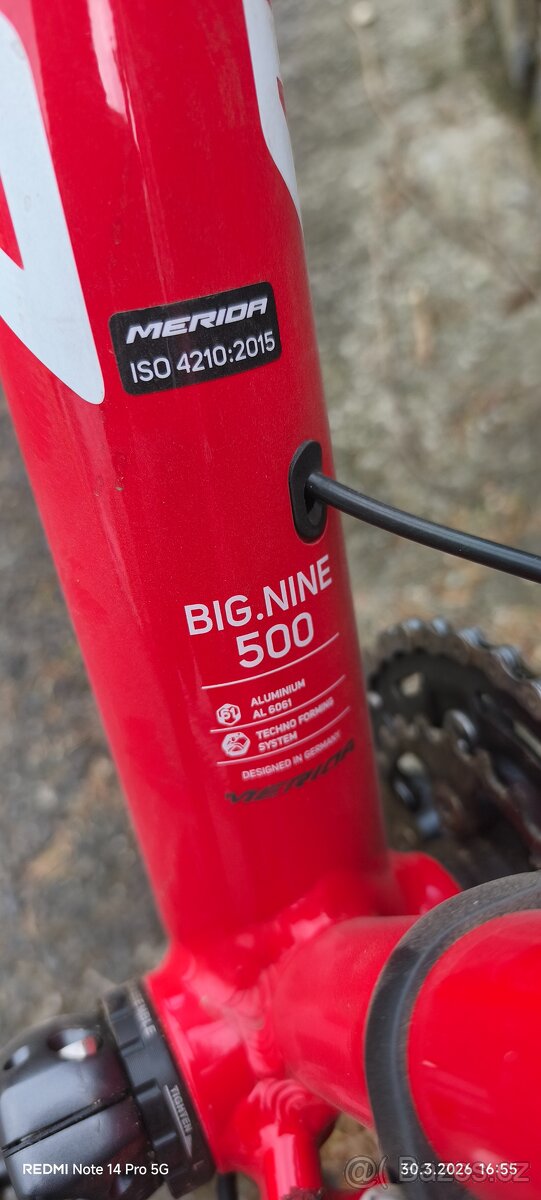 MERIDA
ISO 4210:2015
BIG.NINE
500
61
ALUMINIUM
AL 6061
TECHNO FORMING
SYSTEM
DESIGNED IN GERMANY
MERIDA
TIGHTEN
REDMI Note 14 Pro 5G
30.3.2026 16:55
Bazos.cz